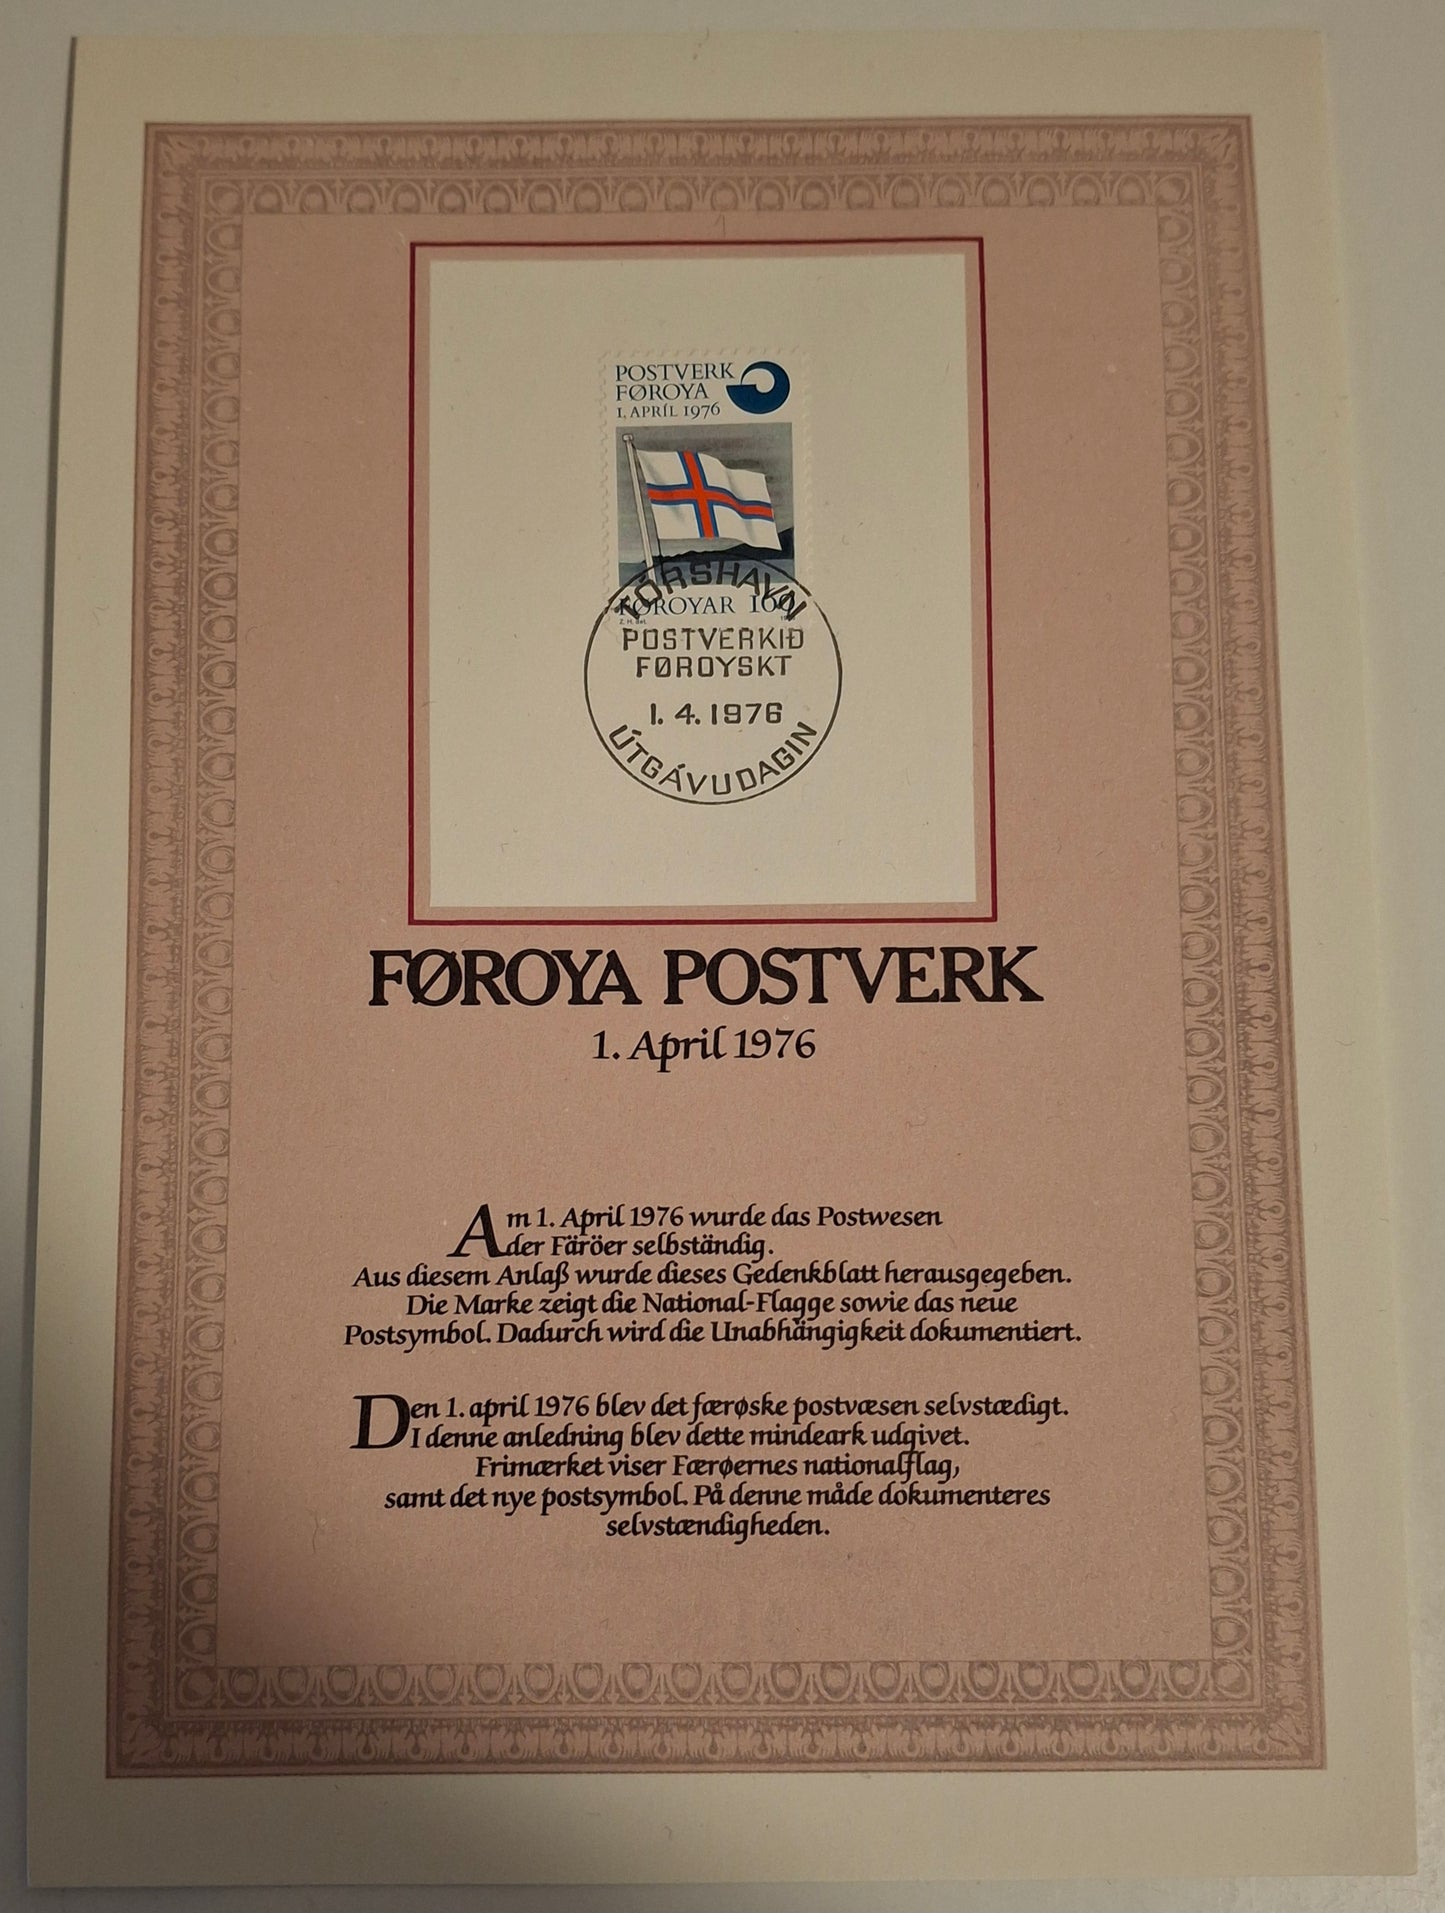 POSTVERK
FØROYA
1. APRÍL 1976
FØROYAR 160
Z. H. del.
TÓRSHAVN
POSTVERKIÐ
FØROYSKT
1. 4. 1976
ÚTGÁVUDAGIN
FØROYA POSTVERK
1. April 1976
Am 1. April 1976 wurde das Postwesen
der Färöer selbständig.
Aus diesem Anlaß wurde dieses Gedenkblatt herausgegeben.
Die Marke zeigt die National-Flagge sowie das neue
Postsymbol. Dadurch wird die Unabhängigkeit dokumentiert.
Den 1. april 1976 blev det færøske postvæsen selvstædigt.
I denne anledning blev dette mindeark udgivet.
Frimærket viser Færøernes nationalflag,
samt det nye postsymbol. På denne måde dokumenteres
selvstændigheden.